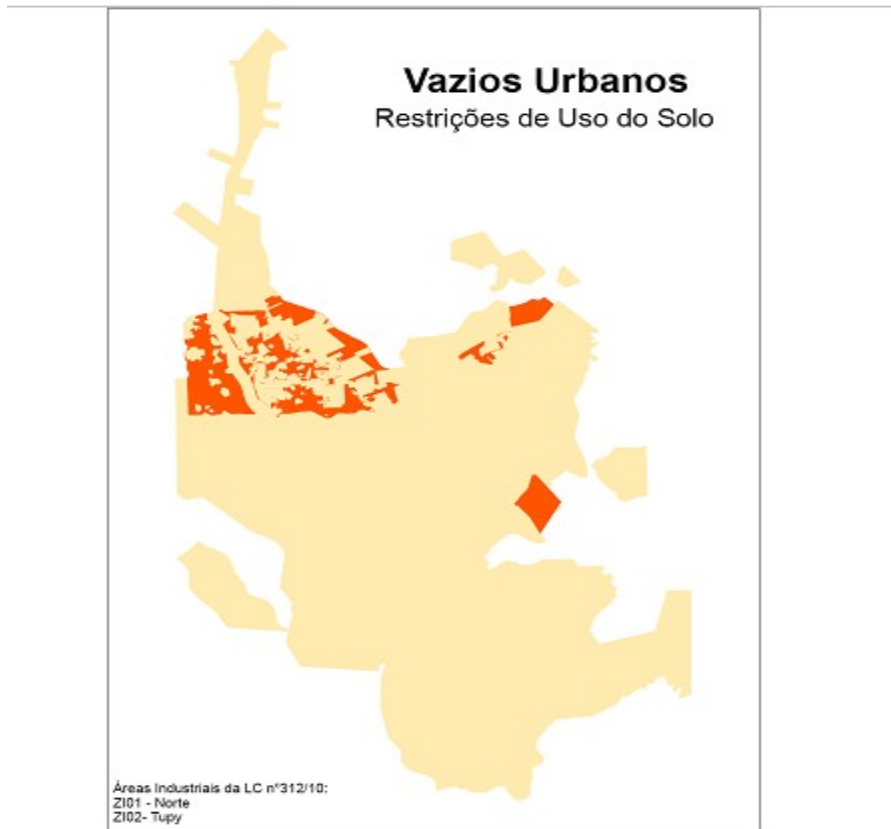 Vazios Urbanos
Restrições de Uso do Solo
Áreas Industriais da LC nº312/10:
ZI01 - Norte
ZI02- Tupy